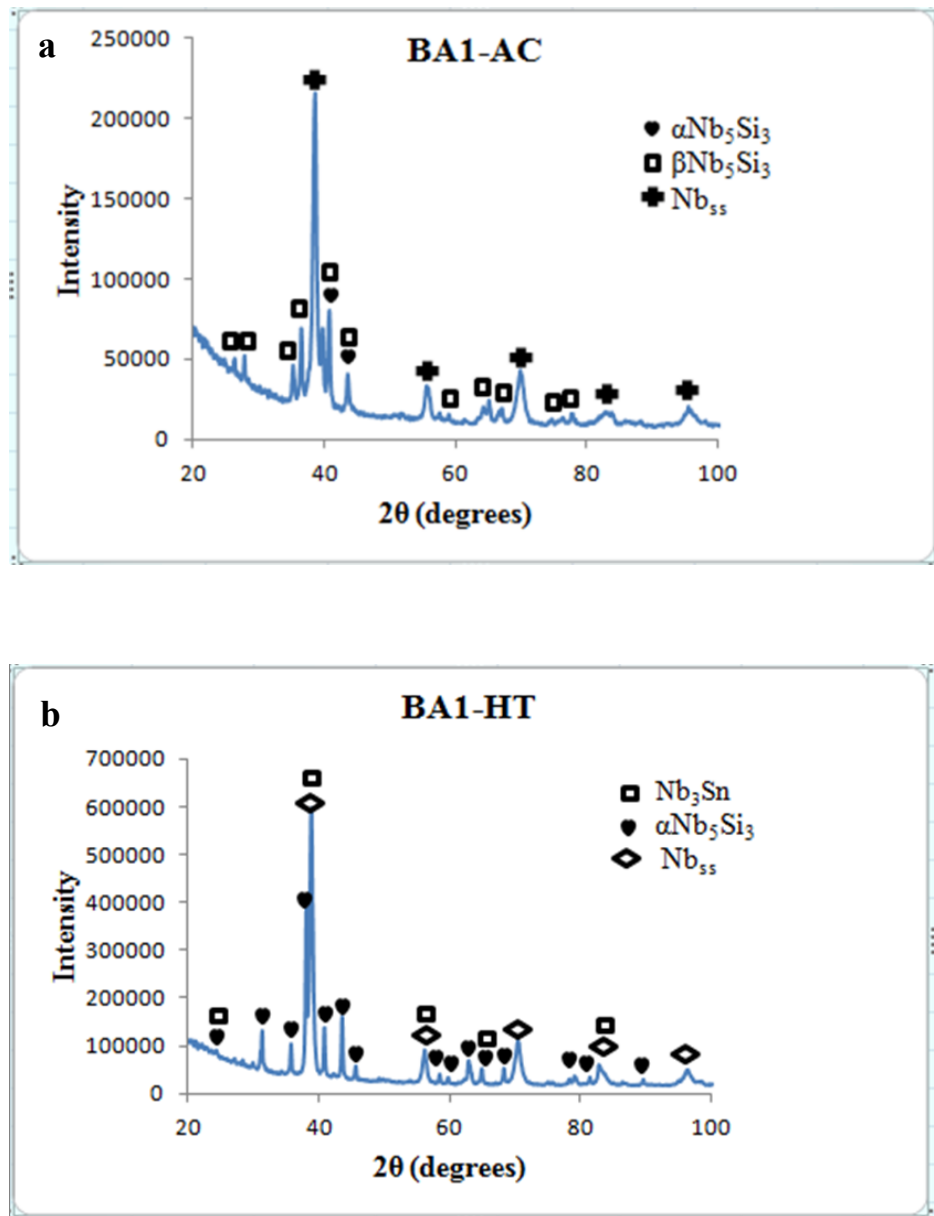 a
BA1-AC
250000
200000
150000
100000
50000
0
Intensity
αNb₅Si₃
βNb₅Si₃
Nbₛₛ
20 40 60 80 100
2θ (degrees)
b
BA1-HT
700000
600000
500000
400000
300000
200000
100000
0
Intensity
Nb₃Sn
αNb₅Si₃
Nbₛₛ
20 40 60 80 100
2θ (degrees)